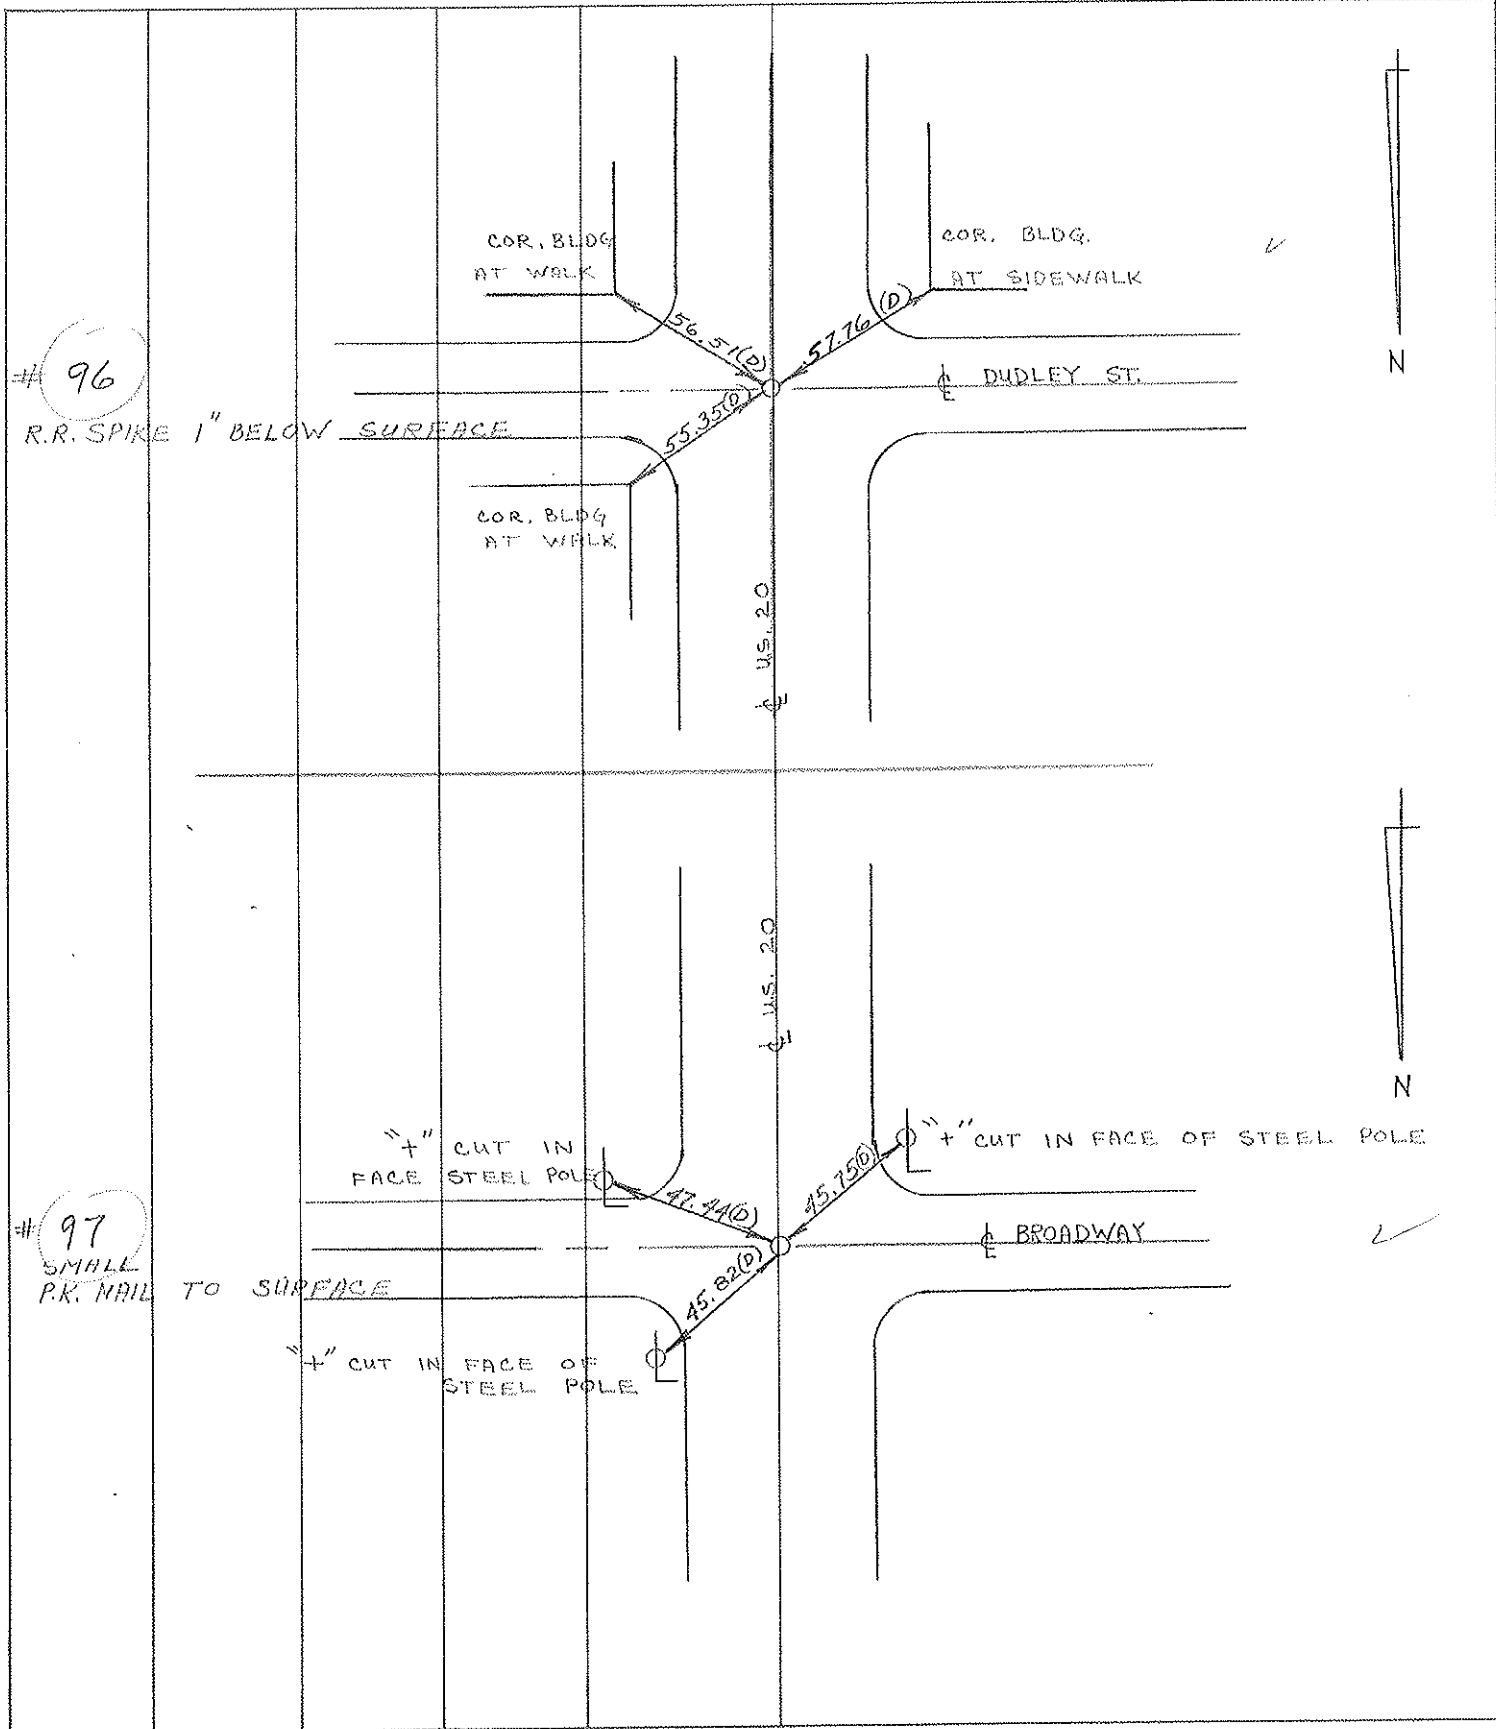 COR. BLDG
AT WALK
COR. BLDG.
AT SIDEWALK
56.51(D)
57.76 (D)
N
# 96
℄ DUDLEY ST.
R.R. SPIKE 1" BELOW SURFACE
55.35(D)
COR. BLDG
AT WALK
℄ U.S. 20
℄ U.S. 20
N
"+" CUT IN
FACE STEEL POLE
"+" CUT IN FACE OF STEEL POLE
47.44(D)
45.75(D)
# 97
℄ BROADWAY
SMALL
P.K. NAIL TO SURFACE
45.82(D)
"+" CUT IN FACE OF
STEEL POLE